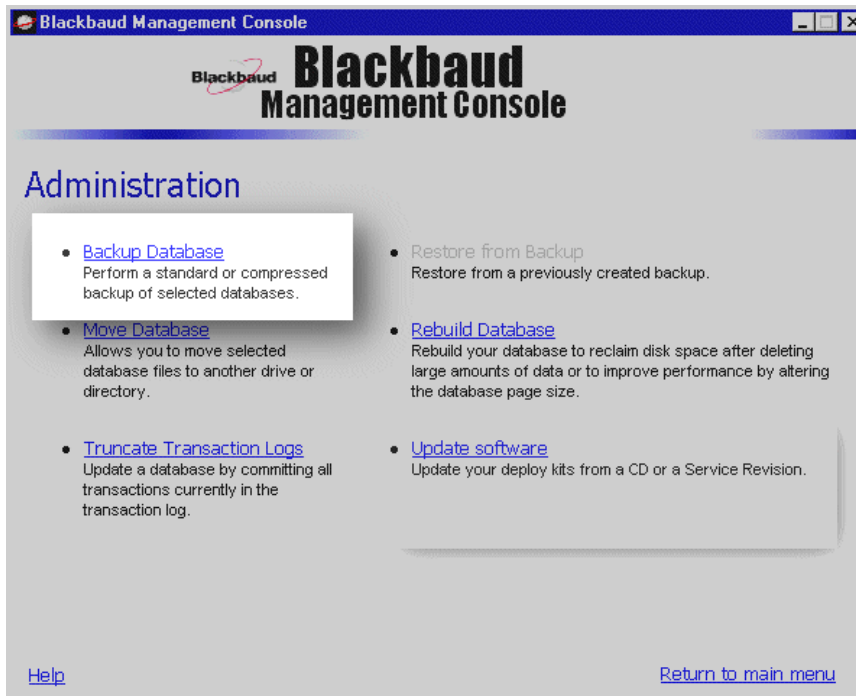 Blackbaud Management Console
Blackbaud Blackbaud
Management Console
Administration
• Backup Database
Perform a standard or compressed
backup of selected databases.
• Restore from Backup
Restore from a previously created backup.
• Move Database
Allows you to move selected
database files to another drive or
directory.
• Rebuild Database
Rebuild your database to reclaim disk space after deleting
large amounts of data or to improve performance by altering
the database page size.
• Truncate Transaction Logs
Update a database by committing all
transactions currently in the
transaction log.
• Update software
Update your deploy kits from a CD or a Service Revision.
Help
Return to main menu